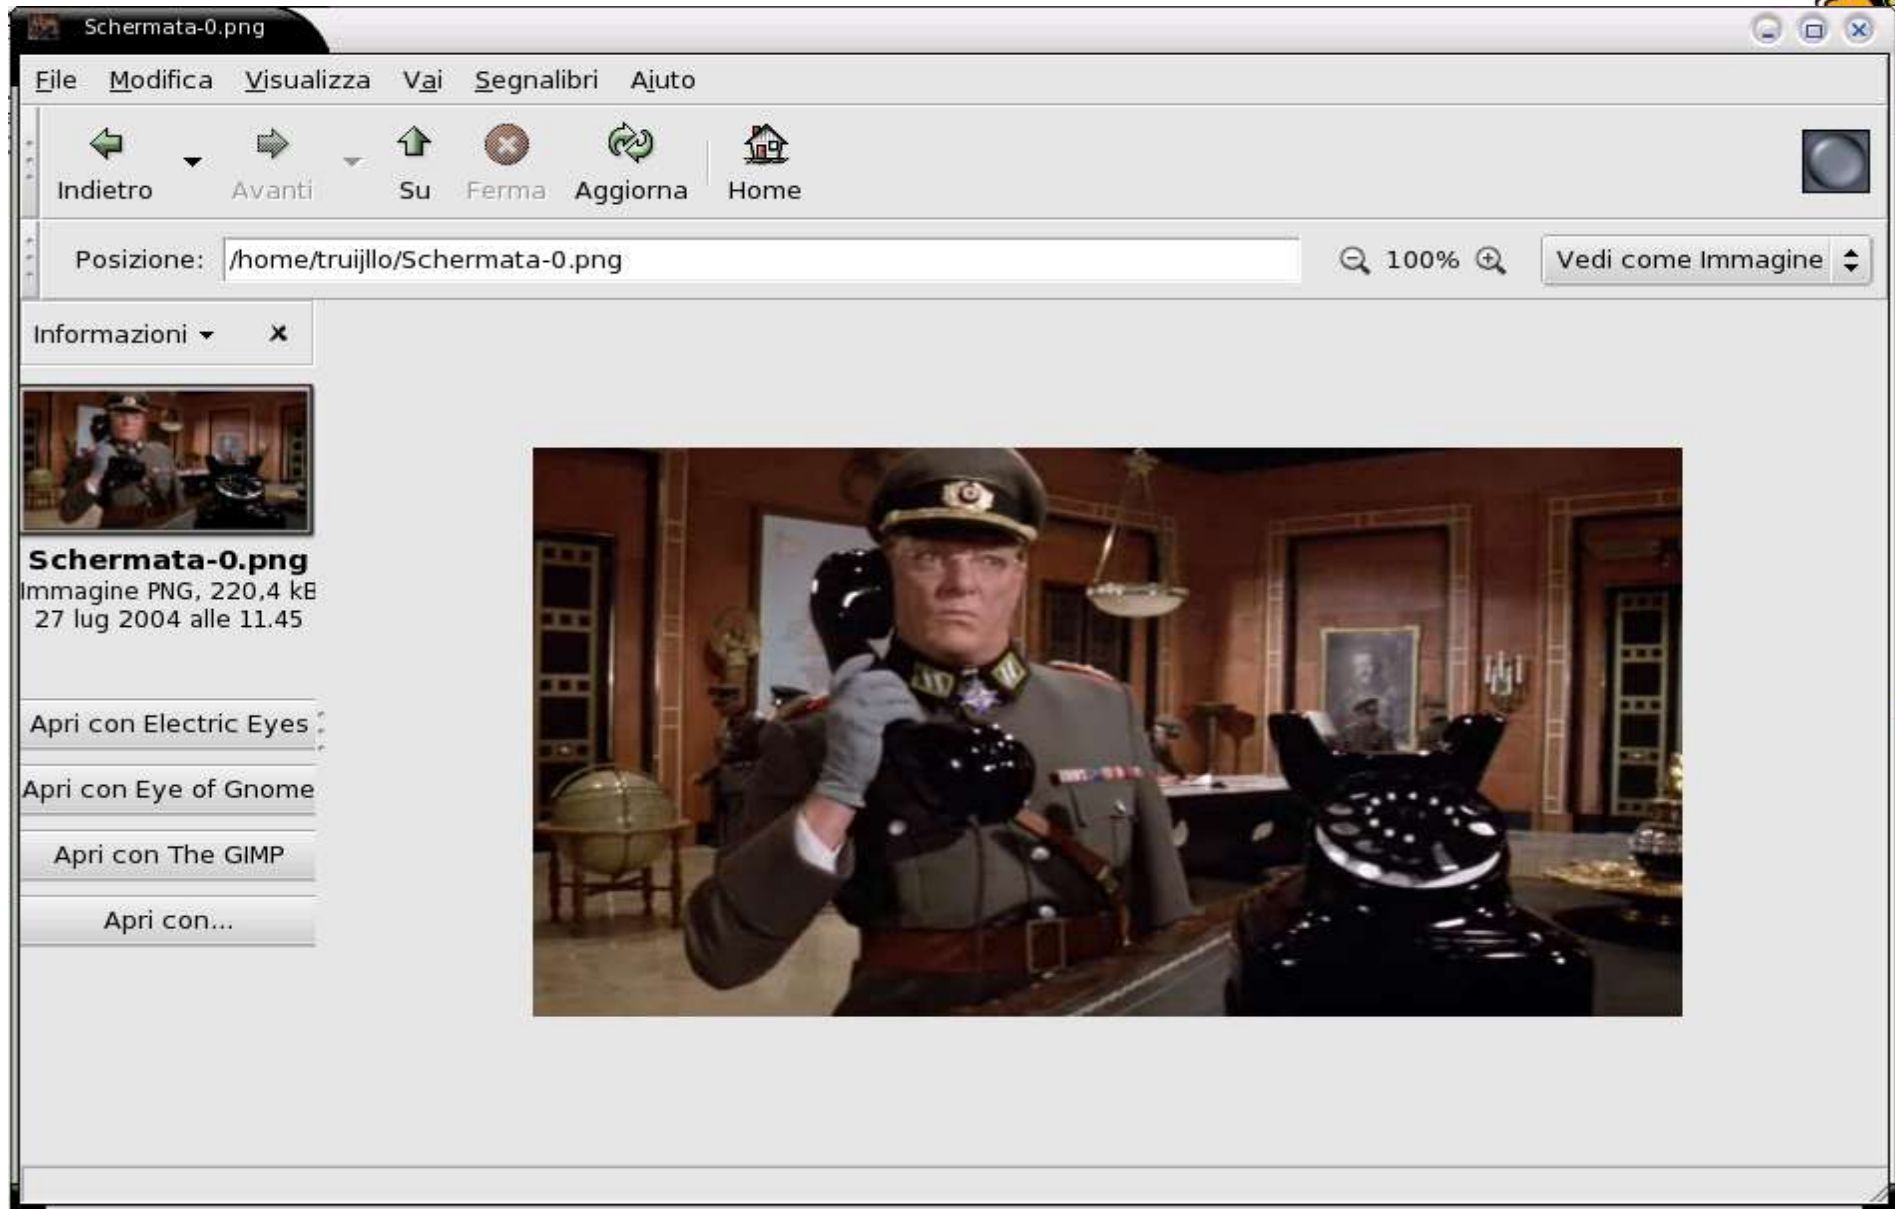 Schermata-0.png
File Modifica Visualizza Vai Segnalibri Aiuto
Indietro Avanti Su Ferma Aggiorna Home
Posizione: /home/truijllo/Schermata-0.png 100% Vedi come Immagine
Informazioni
Schermata-0.png
Immagine PNG, 220,4 kB
27 lug 2004 alle 11.45
Apri con Electric Eyes
Apri con Eye of Gnome
Apri con The GIMP
Apri con...